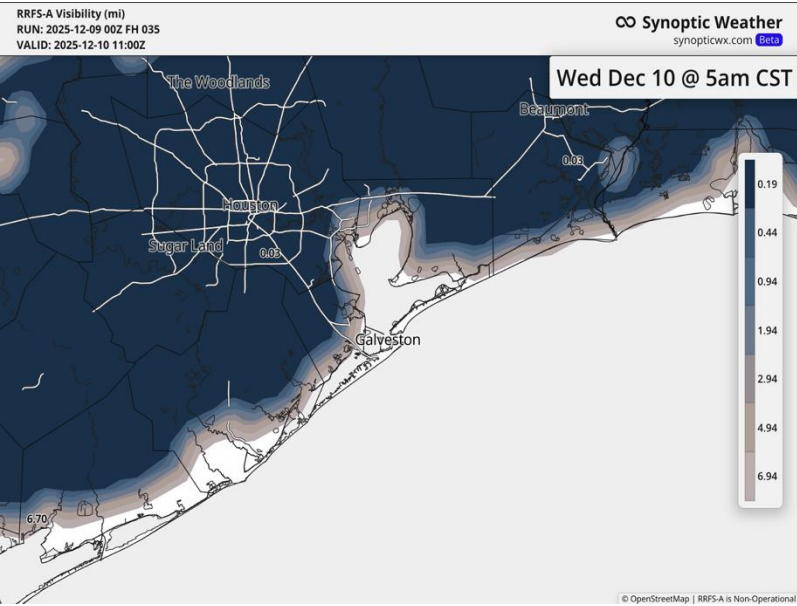 RRFS-A Visibility (mi)
RUN: 2025-12-09 00Z FH 035
VALID: 2025-12-10 11:00Z
Synoptic Weather
synopticwx.com Beta
Wed Dec 10 @ 5am CST
The Woodlands
Beaumont
0.03
Houston
Sugar Land
0.03
Galveston
6.70
0.19
0.44
0.94
1.94
2.94
4.94
6.94
© OpenStreetMap | RRFS-A is Non-Operational